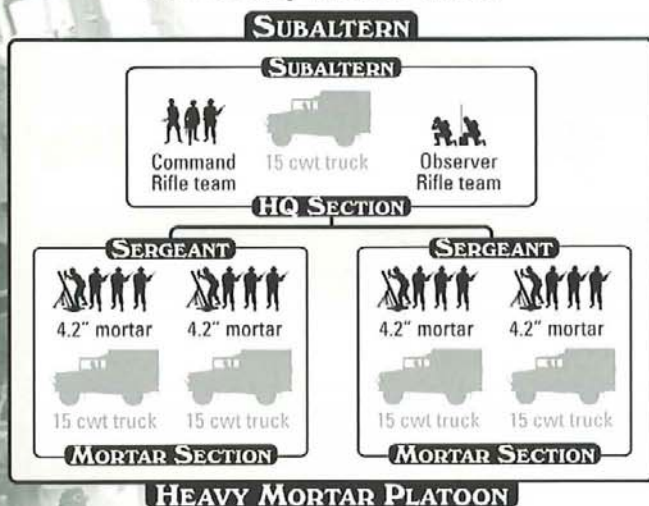 SUBALTERN
SUBALTERN
Command
Rifle team
15 cwt truck
Observer
Rifle team
HQ SECTION
SERGEANT
SERGEANT
4.2" mortar
4.2" mortar
4.2" mortar
4.2" mortar
15 cwt truck
15 cwt truck
15 cwt truck
15 cwt truck
MORTAR SECTION
MORTAR SECTION
HEAVY MORTAR PLATOON